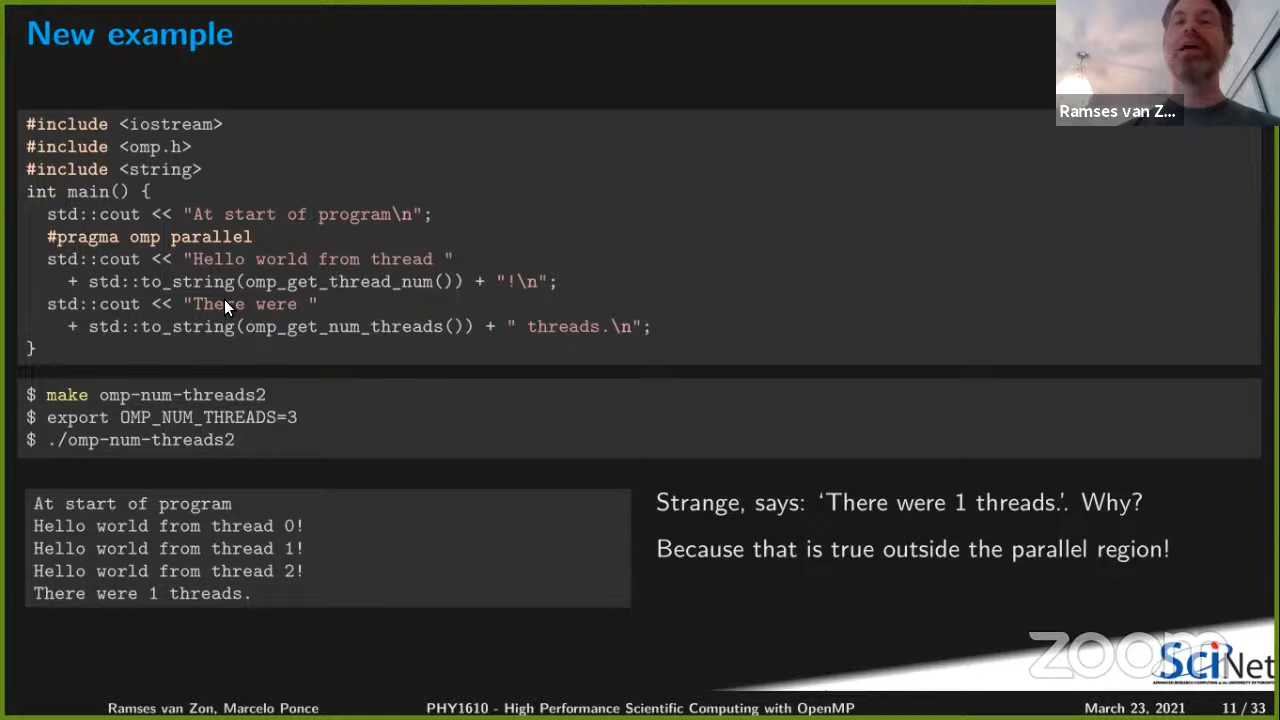 New example
Ramses van Z...
#include <iostream>
#include <omp.h>
#include <string>
int main() {
std::cout << "At start of program\n";
#pragma omp parallel
std::cout << "Hello world from thread "
+ std::to_string(omp_get_thread_num()) + "!\n";
std::cout << "There were "
+ std::to_string(omp_get_num_threads()) + " threads.\n";
}
$ make omp-num-threads2
$ export OMP_NUM_THREADS=3
$ ./omp-num-threads2
At start of program
Hello world from thread 0!
Hello world from thread 1!
Hello world from thread 2!
There were 1 threads.
Strange, says: ‘There were 1 threads.’. Why?
Because that is true outside the parallel region!
zoom
SciNet
Ramses van Zon, Marcelo Ponce
PHY1610 - High Performance Scientific Computing with OpenMP
March 23, 2021
11 / 33